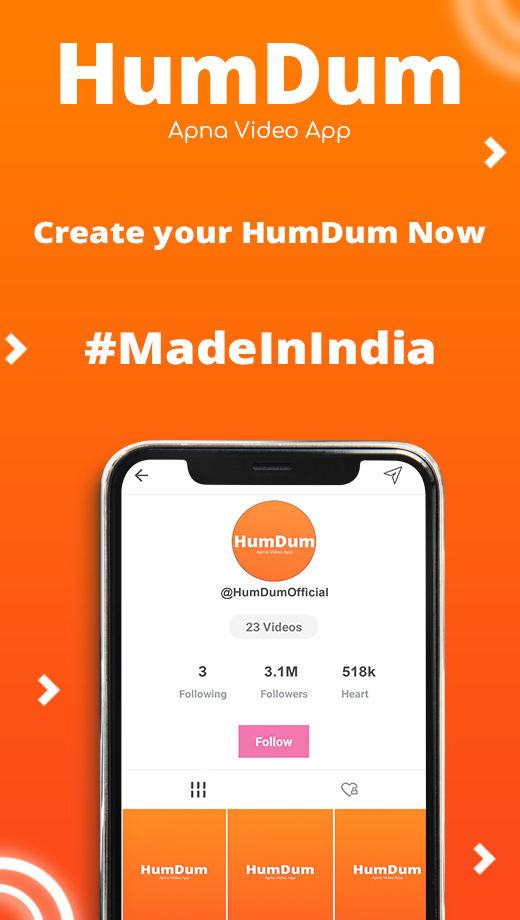 HumDum
Apna Video App
Create your HumDum Now
#MadeInIndia
HumDum
Apna Video App
@HumDumOfficial
23 Videos
3 3.1M 518k
Following Followers Heart
Follow
HumDum HumDum HumDum
Apna Video App Apna Video App Apna Video App